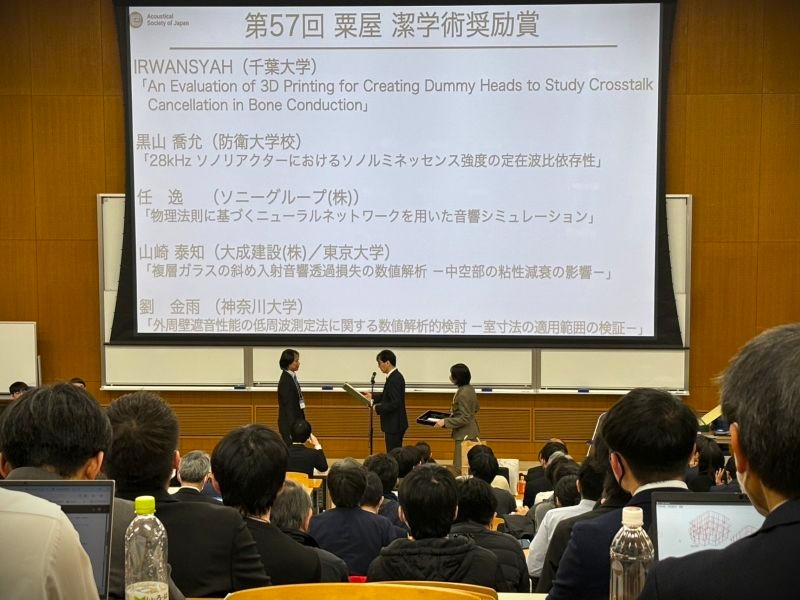 Acoustical
Society of Japan
第57回 粟屋 潔学術奨励賞
IRWANSYAH（千葉大学）
「An Evaluation of 3D Printing for Creating Dummy Heads to Study Crosstalk
Cancellation in Bone Conduction」
黒山 喬允（防衛大学校）
「28kHz ソノリアクターにおけるソノルミネッセンス強度の定在波比依存性」
任 逸 （ソニーグループ(株)）
「物理法則に基づくニューラルネットワークを用いた音響シミュレーション」
山崎 泰知（大成建設(株)／東京大学）
「複層ガラスの斜め入射音響透過損失の数値解析 －中空部の粘性減衰の影響－」
劉 金雨 （神奈川大学）
「外周壁遮音性能の低周波測定法に関する数値解析的検討 －室寸法の適用範囲の検証－」